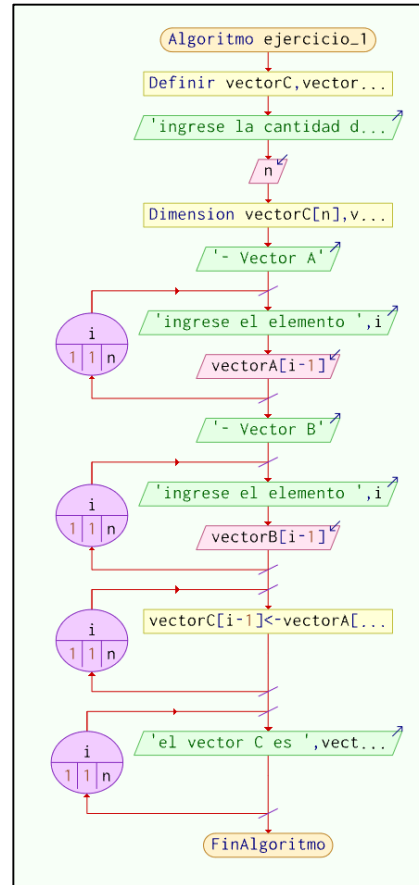 Algoritmo ejercicio_1
Definir vectorC,vector...
'ingrese la cantidad d...
n
Dimension vectorC[n],v...
'- Vector A'
i
1 1 n
'ingrese el elemento ',i
vectorA[i-1]
'- Vector B'
i
1 1 n
'ingrese el elemento ',i
vectorB[i-1]
i
1 1 n
vectorC[i-1]<-vectorA[...
i
1 1 n
'el vector C es ',vect...
FinAlgoritmo